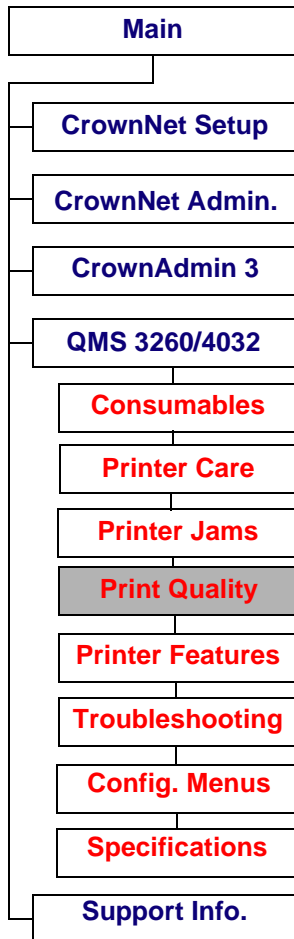 Main
CrownNet Setup
CrownNet Admin.
CrownAdmin 3
QMS 3260/4032
Consumables
Printer Care
Printer Jams
Print Quality
Printer Features
Troubleshooting
Config. Menus
Specifications
Support Info.